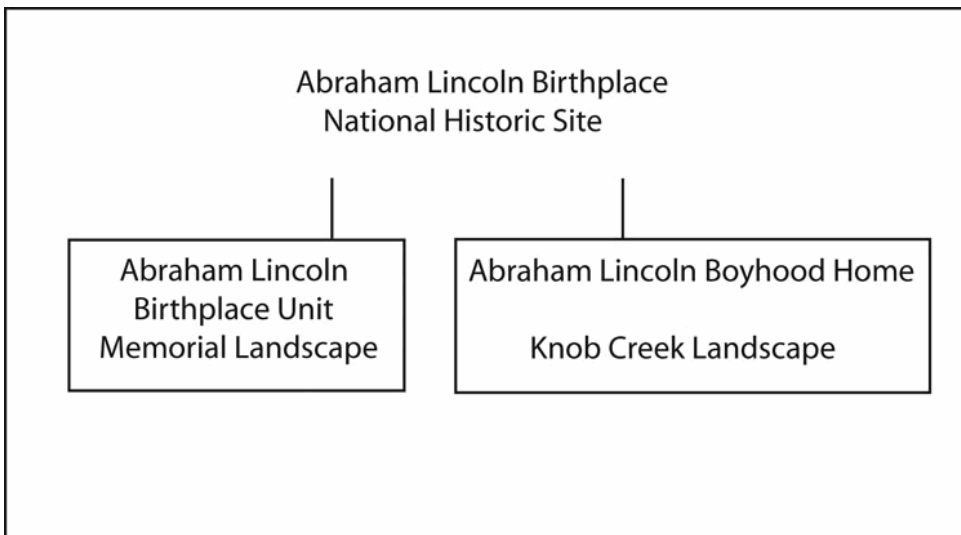 Abraham Lincoln Birthplace
National Historic Site
Abraham Lincoln
Birthplace Unit
Memorial Landscape
Abraham Lincoln Boyhood Home
Knob Creek Landscape